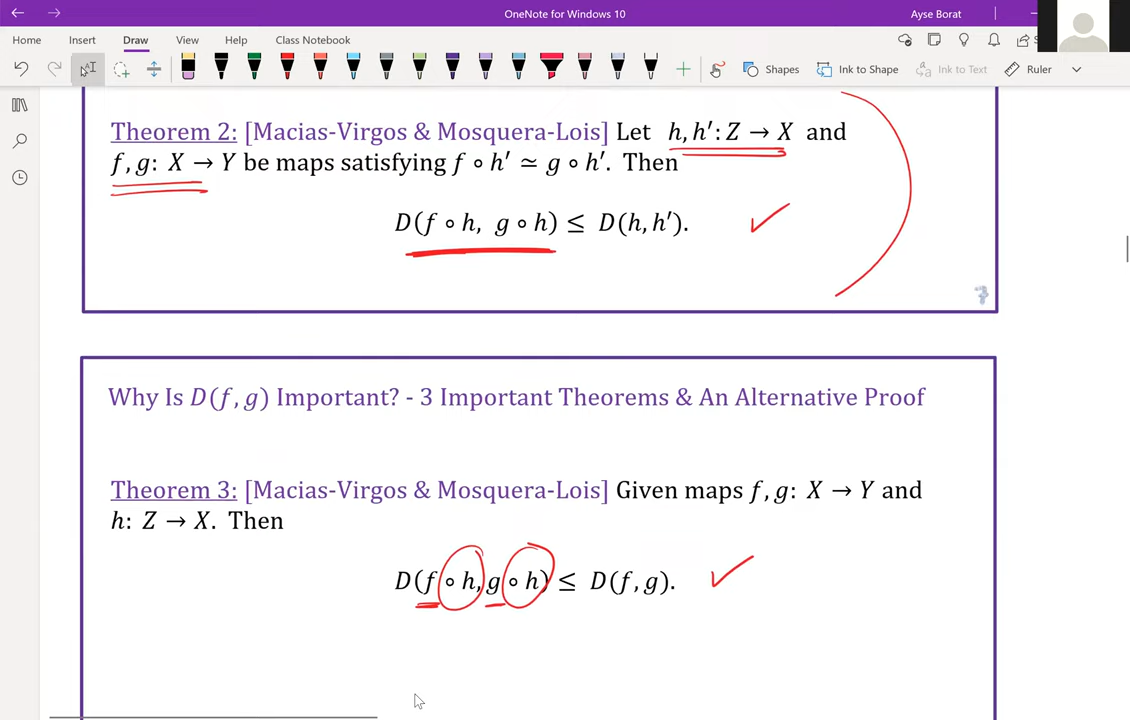 OneNote for Windows 10
Ayse Borat
Home Insert Draw View Help Class Notebook
Shapes Ink to Shape Ink to Text Ruler
Theorem 2: [Macias-Virgos & Mosquera-Lois] Let h, h′: Z → X and
f, g: X → Y be maps satisfying f ∘ h′ ≃ g ∘ h′. Then
D(f ∘ h, g ∘ h) ≤ D(h, h′).
7
Why Is D(f, g) Important? - 3 Important Theorems & An Alternative Proof
Theorem 3: [Macias-Virgos & Mosquera-Lois] Given maps f, g: X → Y and
h: Z → X. Then
D(f ∘ h, g ∘ h) ≤ D(f, g).